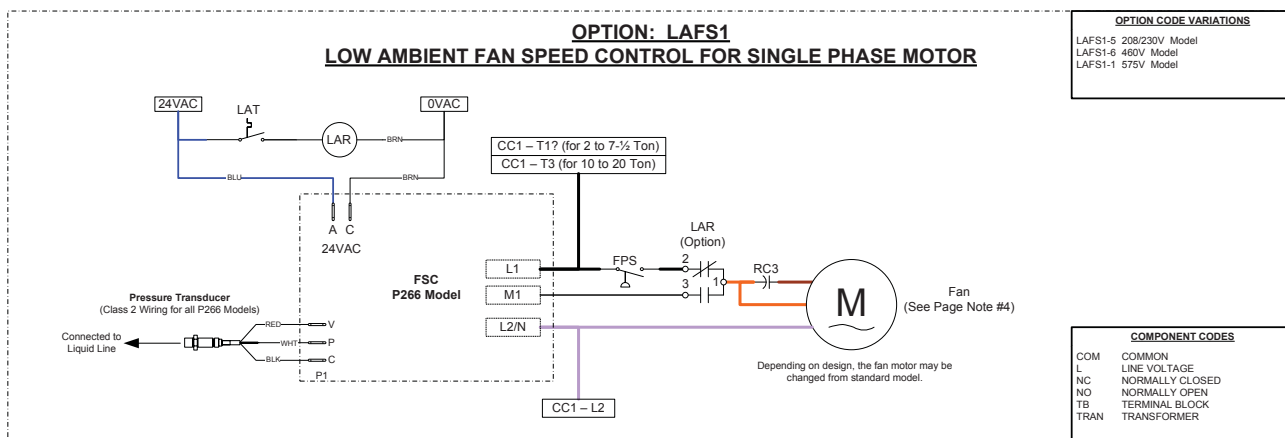 OPTION: LAFS1
LOW AMBIENT FAN SPEED CONTROL FOR SINGLE PHASE MOTOR
OPTION CODE VARIATIONS
LAFS1-5 208/230V Model
LAFS1-6 460V Model
LAFS1-1 575V Model
24VAC
LAT
0VAC
LAR
BRN
BLU
BRN
CC1 – T1? (for 2 to 7-½ Ton)
CC1 – T3 (for 10 to 20 Ton)
A C
24VAC
FSC
P266 Model
L1
M1
L2/N
FPS
LAR
(Option)
2
3
1
RC3
M
Fan
(See Page Note #4)
Depending on design, the fan motor may be
changed from standard model.
Pressure Transducer
(Class 2 Wiring for all P266 Models)
Connected to
Liquid Line
RED
V
WHT
P
BLK
C
P1
CC1 – L2
COMPONENT CODES
COM COMMON
L LINE VOLTAGE
NC NORMALLY CLOSED
NO NORMALLY OPEN
TB TERMINAL BLOCK
TRAN TRANSFORMER